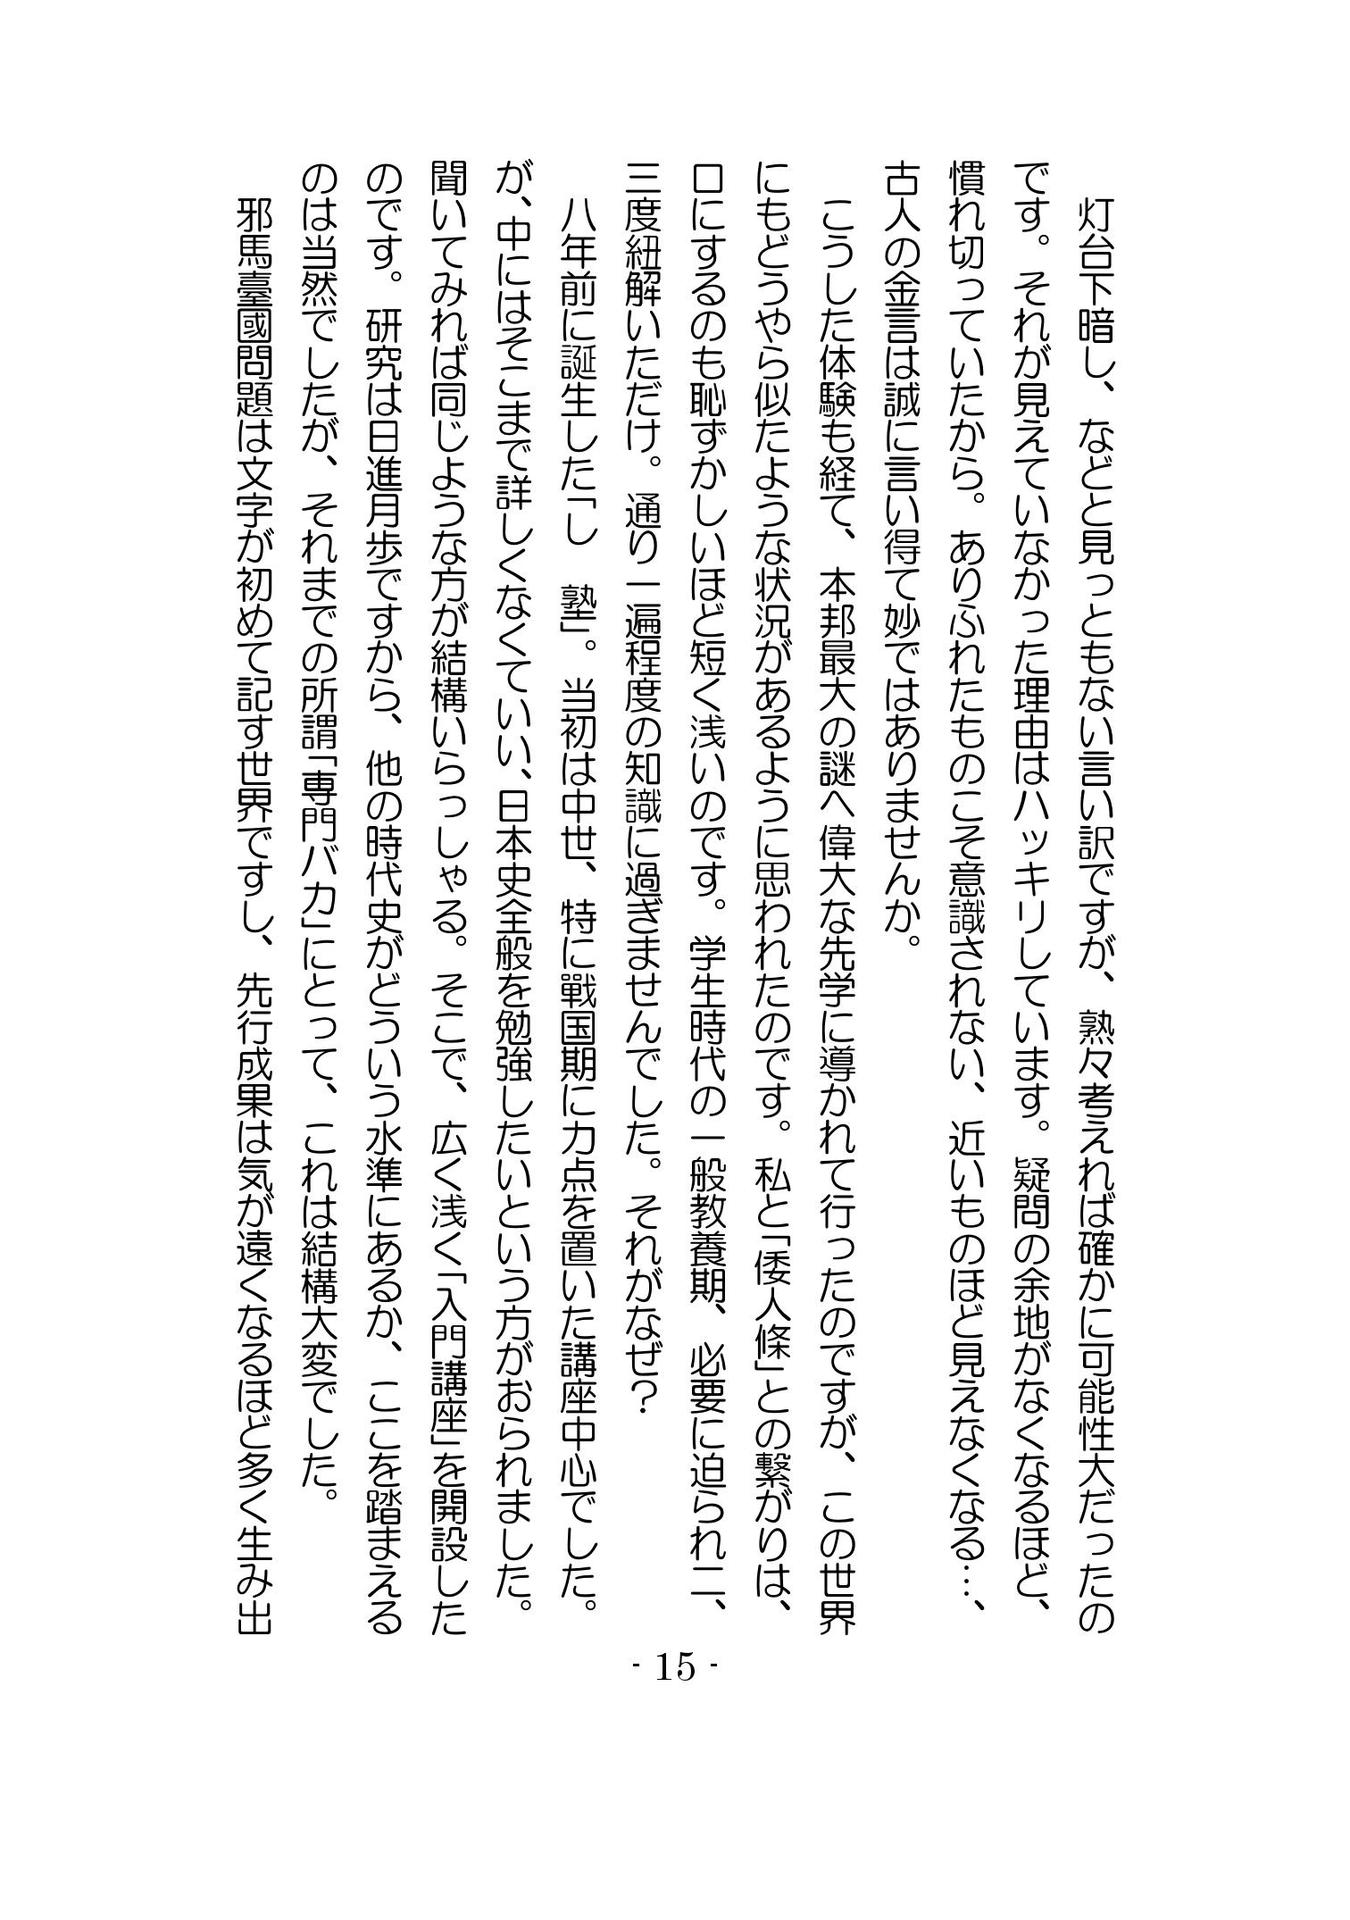 灯台下暗し、などと見っともない言い訳ですが、熟々考えれば確かに可能性大だったの
です。それが見えていなかった理由はハッキリしています。疑問の余地がなくなるほど、
慣れ切っていたから。ありふれたものこそ意識されない、近いものほど見えなくなる…、
古人の金言は誠に言い得て妙ではありませんか。
　こうした体験も経て、本邦最大の謎へ偉大な先学に導かれて行ったのですが、この世界
にもどうやら似たような状況があるように思われたのです。私と「倭人條」との繋がりは、
口にするのも恥ずかしいほど短く浅いのです。学生時代の一般教養期、必要に迫られ二、
三度紐解いただけ。通り一遍程度の知識に過ぎませんでした。それがなぜ？
　八年前に誕生した「し　塾」。当初は中世、特に戰国期に力点を置いた講座中心でした。
が、中にはそこまで詳しくなくていい、日本史全般を勉強したいという方がおられました。
聞いてみれば同じような方が結構いらっしゃる。そこで、広く浅く「入門講座」を開設した
のです。研究は日進月歩ですから、他の時代史がどういう水準にあるか、ここを踏まえる
のは当然でしたが、それまでの所謂「専門バカ」にとって、これは結構大変でした。
　邪馬臺國問題は文字が初めて記す世界ですし、先行成果は気が遠くなるほど多く生み出
- 15 -